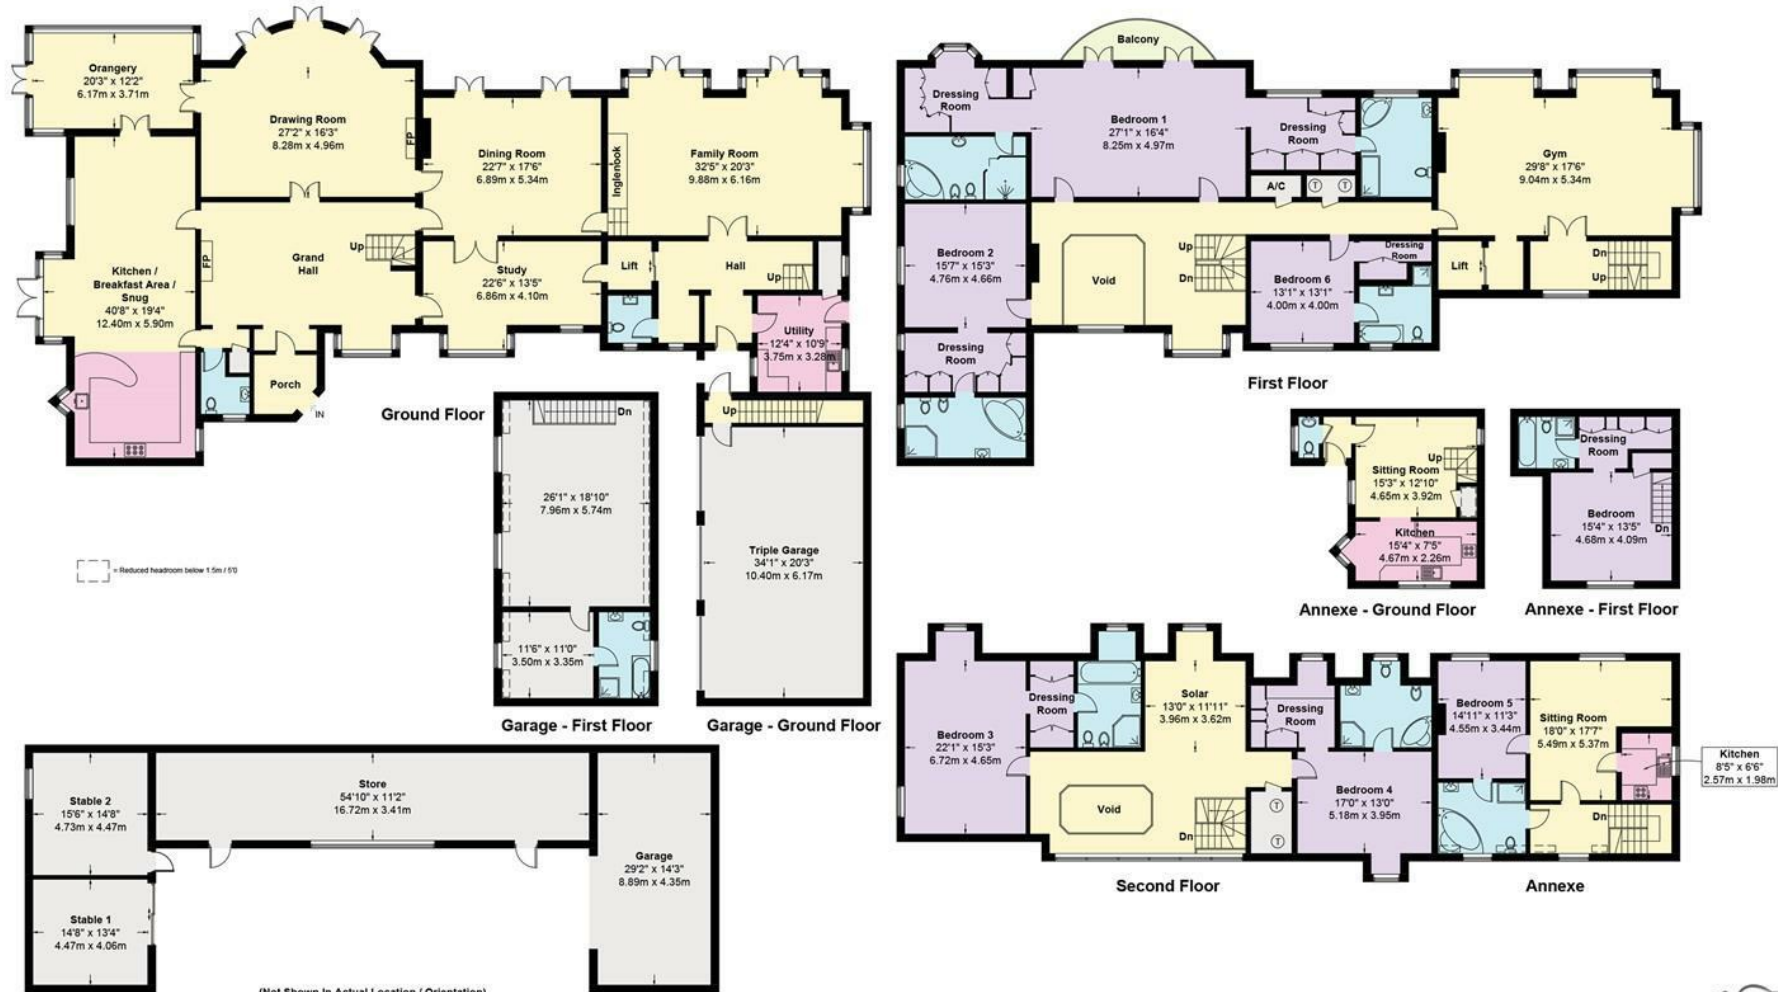 Orangery
20'3" x 12'2"
6.17m x 3.71m
Drawing Room
27'2" x 16'3"
8.28m x 4.96m
FP
Dining Room
22'7" x 17'6"
6.89m x 5.34m
Inglenook
Family Room
32'5" x 20'3"
9.88m x 6.16m
Kitchen /
Breakfast Area /
Snug
40'8" x 19'4"
12.40m x 5.90m
FP
Grand
Hall
Up
Study
22'6" x 13'5"
6.86m x 4.10m
Lift
Hall
Up
Utility
12'4" x 10'9"
3.75m x 3.28m
Porch
IN
Ground Floor
Balcony
Dressing
Room
Bedroom 1
27'1" x 16'4"
8.25m x 4.97m
Dressing
Room
A/C
T
T
Gym
29'8" x 17'6"
9.04m x 5.34m
Bedroom 2
15'7" x 15'3"
4.76m x 4.66m
Void
Up
Dn
Bedroom 6
13'1" x 13'1"
4.00m x 4.00m
Dressing
Room
Lift
Dn
Up
Dressing
Room
First Floor
Dn
26'1" x 18'10"
7.96m x 5.74m
11'6" x 11'0"
3.50m x 3.35m
Garage - First Floor
Up
Triple Garage
34'1" x 20'3"
10.40m x 6.17m
Garage - Ground Floor
= Reduced headroom below 1.5m / 5'0
Sitting Room
15'3" x 12'10"
4.65m x 3.92m
Up
Kitchen
15'4" x 7'5"
4.67m x 2.26m
Annexe - Ground Floor
Dressing
Room
Bedroom
15'4" x 13'5"
4.68m x 4.09m
Dn
Annexe - First Floor
Bedroom 3
22'1" x 15'3"
6.72m x 4.65m
Dressing
Room
Solar
13'0" x 11'11"
3.96m x 3.62m
Void
Dn
Dressing
Room
T
T
Bedroom 4
17'0" x 13'0"
5.18m x 3.95m
Second Floor
Bedroom 5
14'11" x 11'3"
4.55m x 3.44m
Sitting Room
18'0" x 17'7"
5.49m x 5.37m
Kitchen
8'5" x 6'6"
2.57m x 1.98m
Dn
Annexe
Stable 2
15'6" x 14'8"
4.73m x 4.47m
Store
54'10" x 11'2"
16.72m x 3.41m
Garage
29'2" x 14'3"
8.89m x 4.35m
Stable 1
14'8" x 13'4"
4.47m x 4.06m
(Not Shown In Actual Location / Orientation)